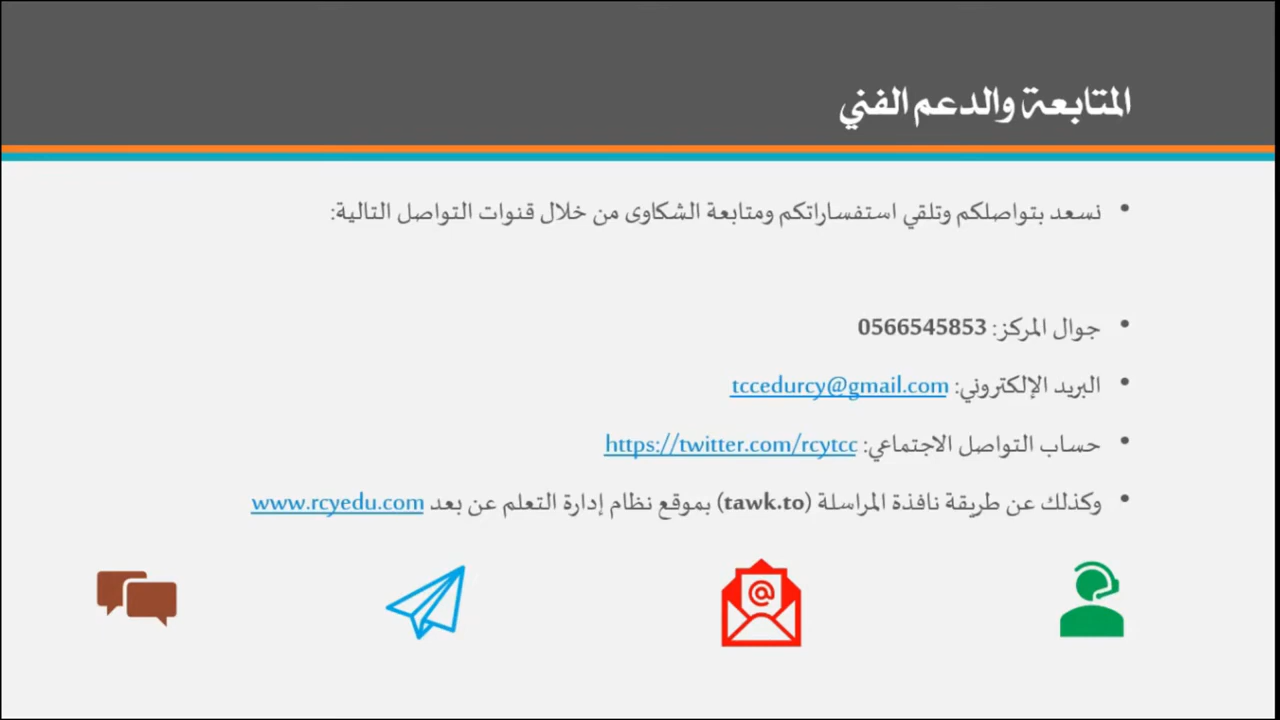 المتابعة والدعم الفني
• نسعد بتواصلكم وتلقي استفساراتكم ومتابعة الشكاوى من خلال قنوات التواصل التالية:
• جوال المركز: 0566545853
• البريد الإلكتروني: tccedurcy@gmail.com
• حساب التواصل الاجتماعي: https://twitter.com/rcytcc
• وكذلك عن طريقة نافذة المراسلة (tawk.to) بموقع نظام إدارة التعلم عن بعد www.rcyedu.com
@